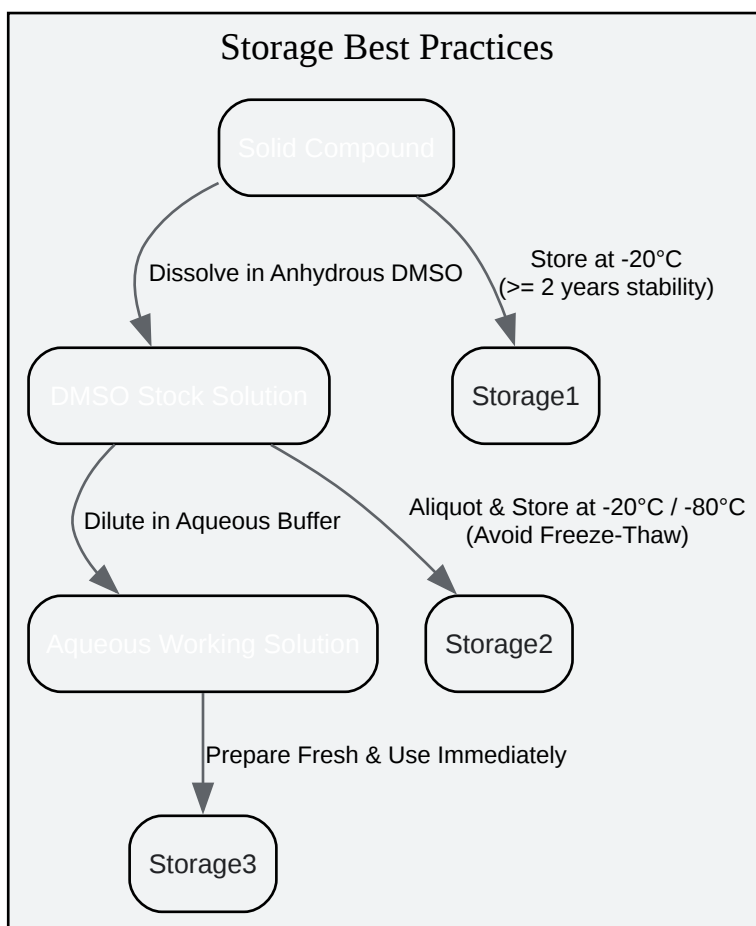 Storage Best Practices
Solid Compound
Dissolve in Anhydrous DMSO
Store at -20°C
(>= 2 years stability)
DMSO Stock Solution
Storage1
Dilute in Aqueous Buffer
Aliquot & Store at -20°C / -80°C
(Avoid Freeze-Thaw)
Aqueous Working Solution
Storage2
Prepare Fresh & Use Immediately
Storage3